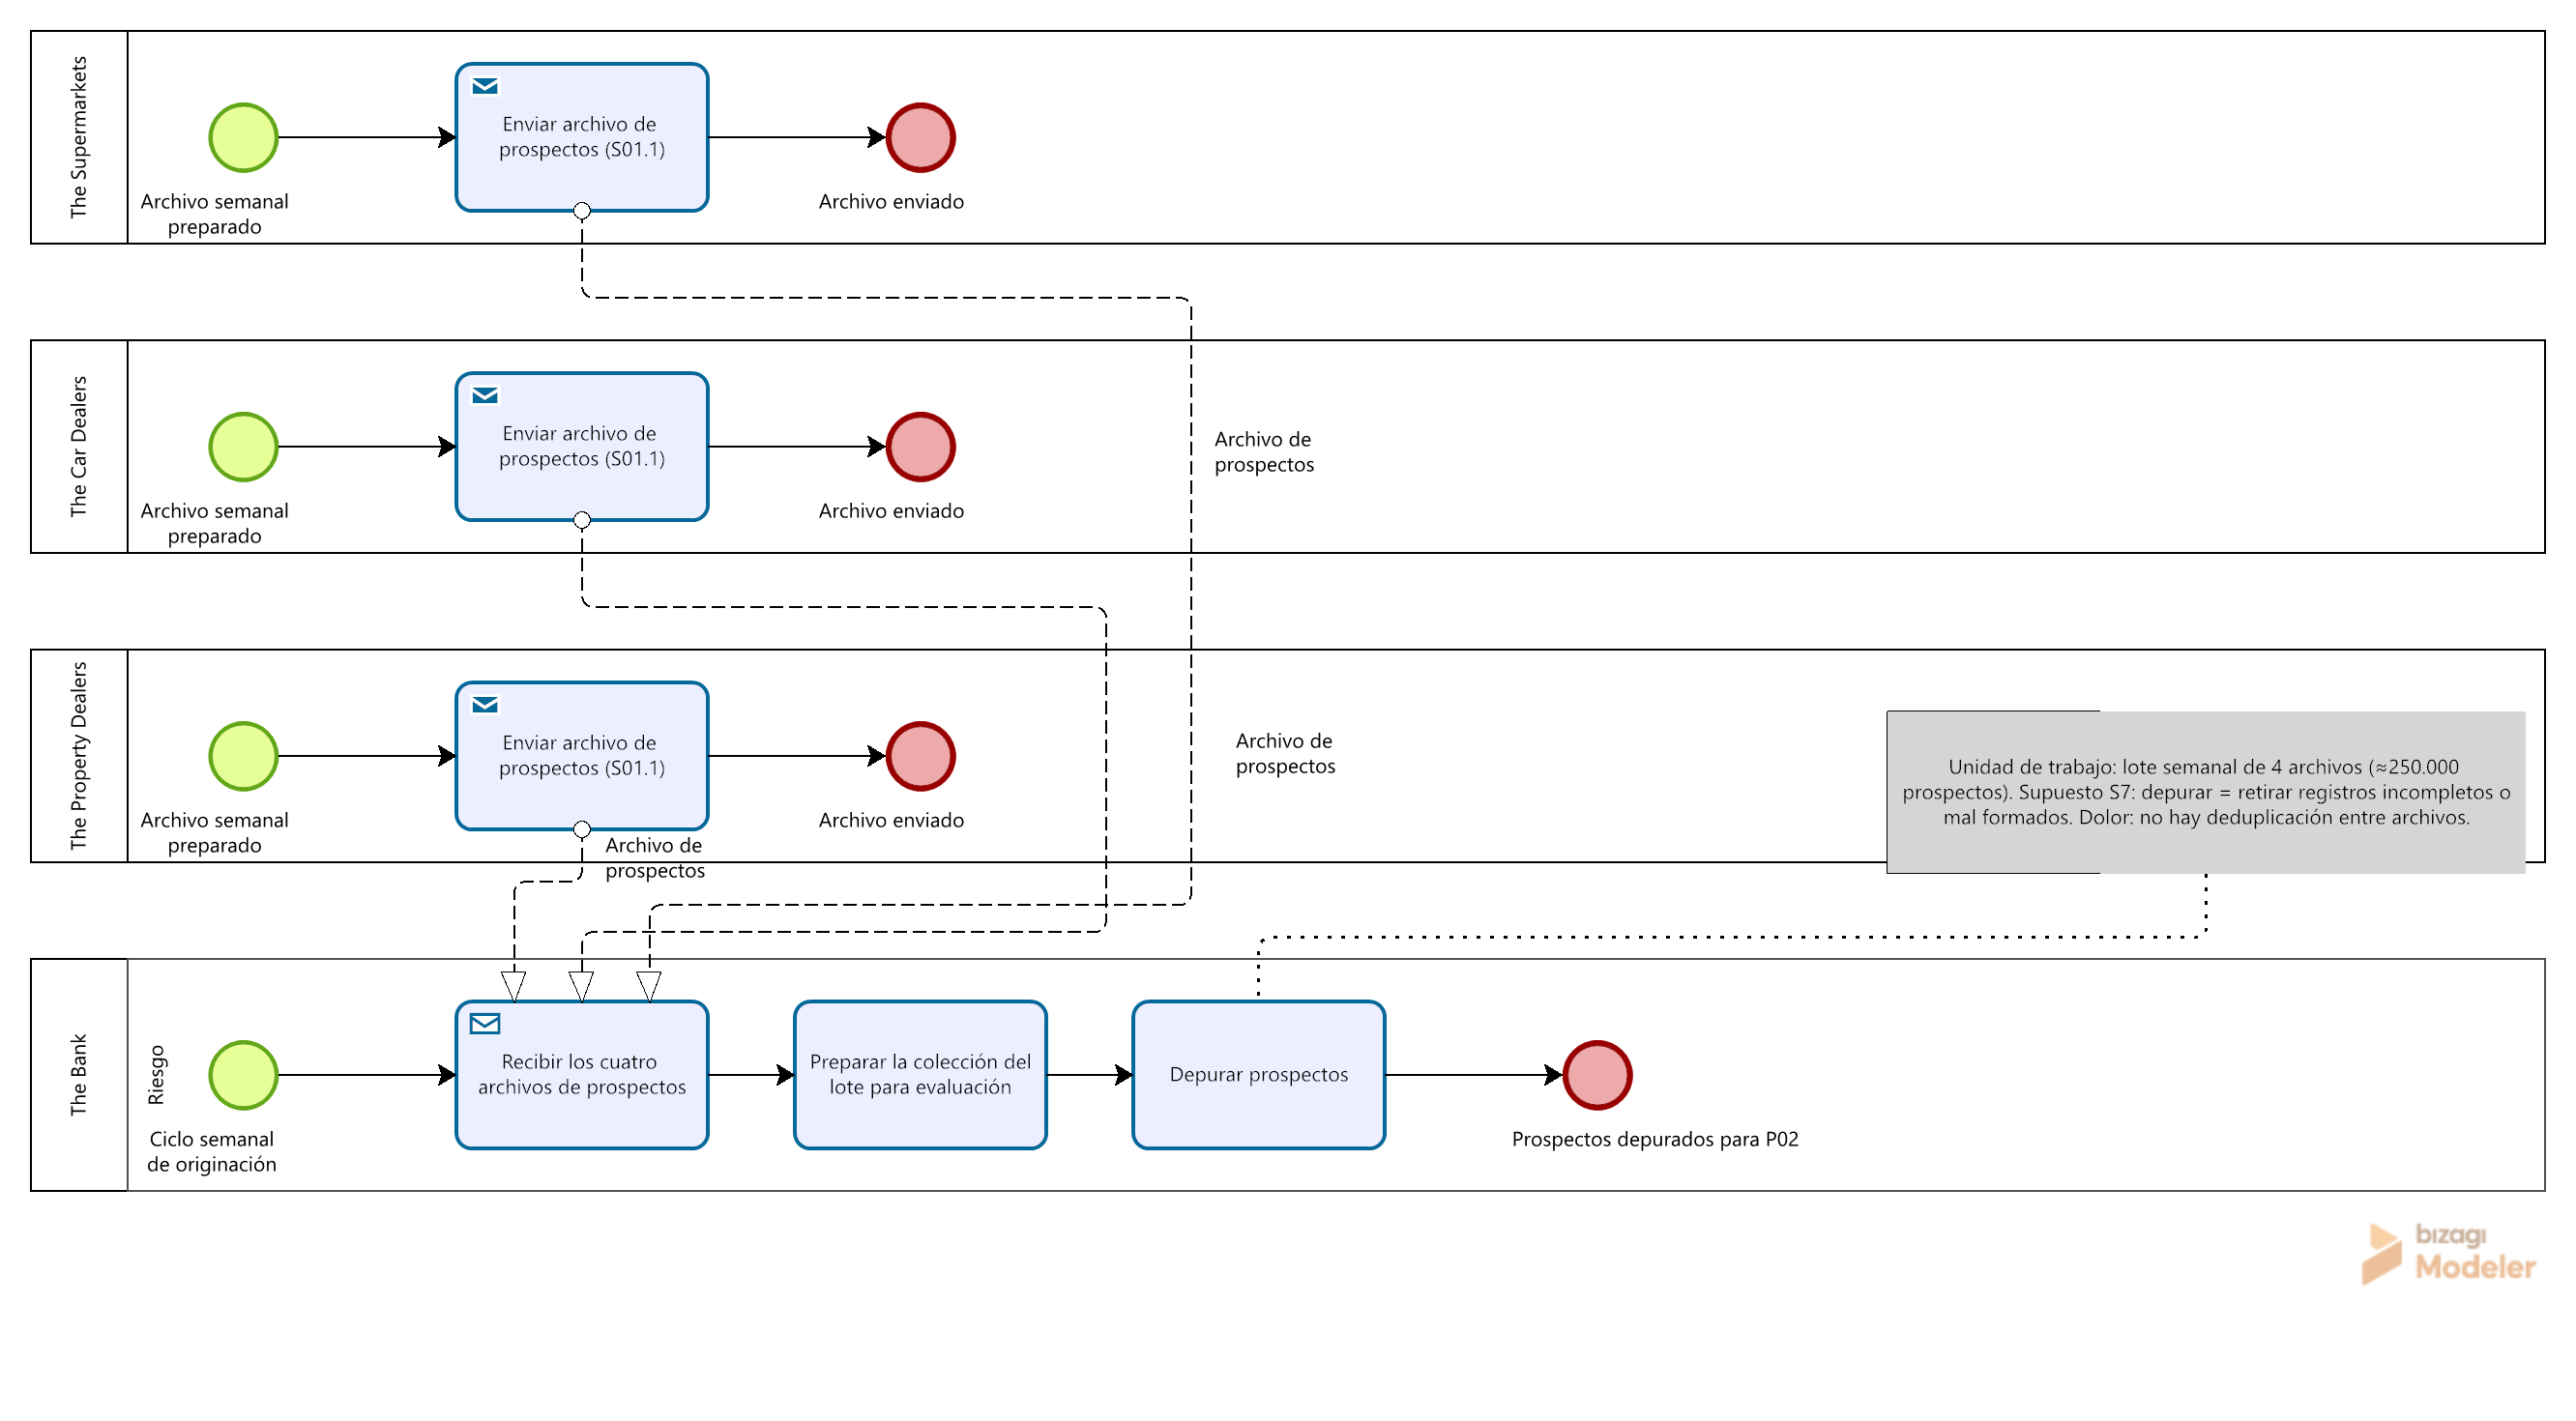 The Supermarkets
Enviar archivo de
prospectos (S01.1)
Archivo semanal
preparado
Archivo enviado
The Car Dealers
Enviar archivo de
prospectos (S01.1)
Archivo semanal
preparado
Archivo enviado
Archivo de
prospectos
The Property Dealers
Enviar archivo de
prospectos (S01.1)
Archivo semanal
preparado
Archivo enviado
Archivo de
prospectos
Archivo de
prospectos
Unidad de trabajo: lote semanal de 4 archivos (≈250.000
prospectos). Supuesto S7: depurar = retirar registros incompletos o
mal formados. Dolor: no hay deduplicación entre archivos.
The Bank
Riesgo
Ciclo semanal
de originación
Recibir los cuatro
archivos de prospectos
Preparar la colección del
lote para evaluación
Depurar prospectos
Prospectos depurados para P02
bizagi
Modeler